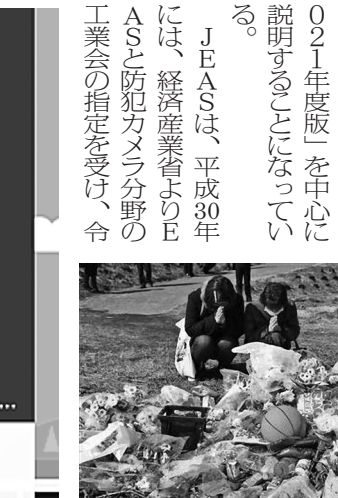 ０２１年度版」を中心に
説明することになってい
る。
　ＪＥＡＳは、平成30年
には、経済産業省よりＥ
ＡＳと防犯カメラ分野の
工業会の指定を受け、令